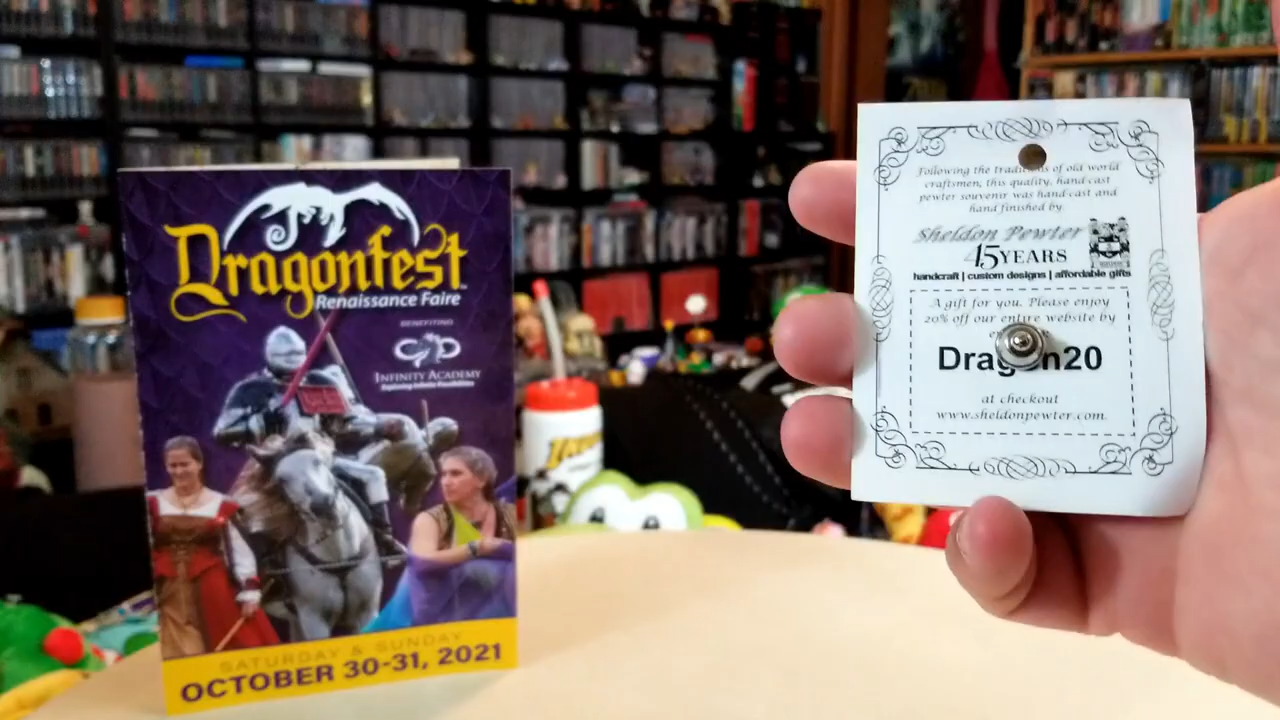 Dragonfest
Renaissance Faire
BENEFITING
INFINITY ACADEMY
Exploring Infinite Possibilities
SATURDAY & SUNDAY
OCTOBER 30-31, 2021
Following the of old world
craftsmen, this quality, hand-cast
pewter souvenir was hand-cast and
hand finished by
Sheldon Pewter
45 YEARS
handcraft | custom designs | affordable gifts
A gift for you. Please enjoy
20% off our entire website by
Dragon20
at checkout
www.sheldonpewter.com